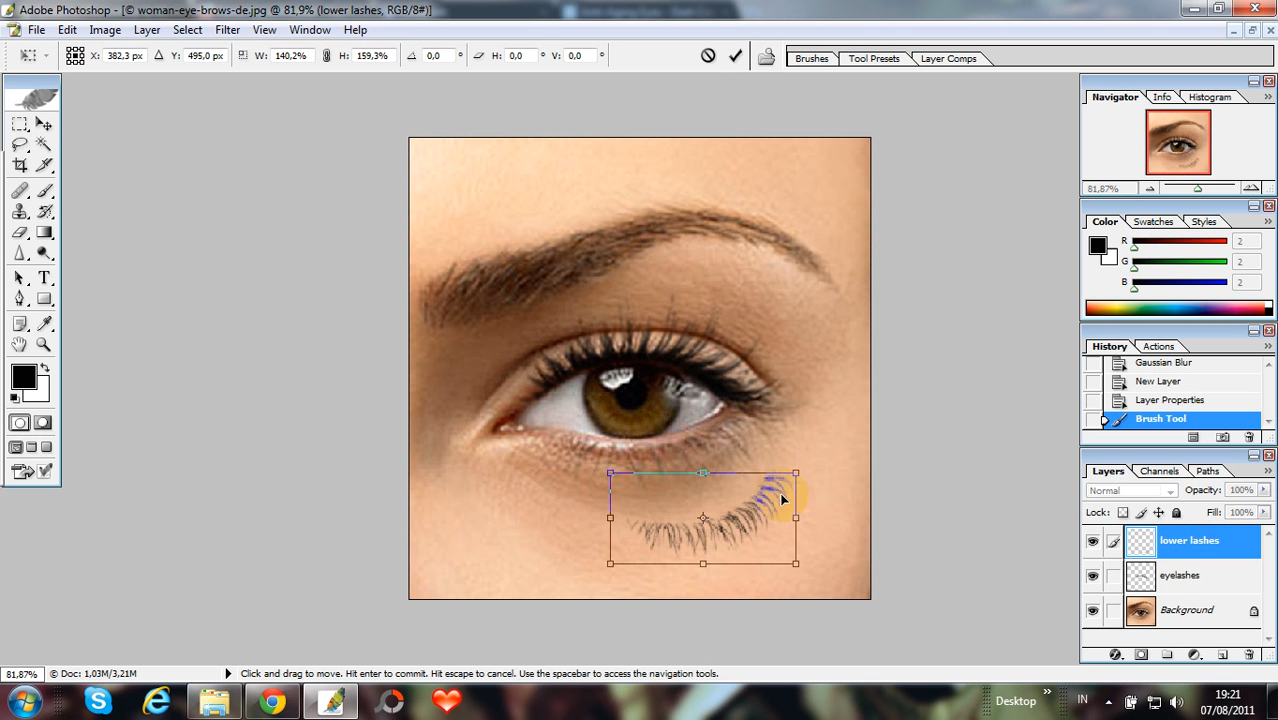 Adobe Photoshop - [© woman-eye-brows-de.jpg @ 81,9% (lower lashes, RGB/8#)]
File Edit Image Layer Select Filter View Window Help
X: 382,3 px Y: 495,0 px W: 140,2% H: 159,3% 0,0 ° H: 0,0 ° V: 0,0 °
Brushes Tool Presets Layer Comps
Navigator Info Histogram
81,87%
Color Swatches Styles
R 2
G 2
B 2
History Actions
Gaussian Blur
New Layer
Layer Properties
Brush Tool
Layers Channels Paths
Normal Opacity: 100%
Lock: Fill: 100%
lower lashes
eyelashes
Background
81,87% © Doc: 1,03M/3,21M Click and drag to move. Hit enter to commit. Hit escape to cancel. Use the spacebar to access the navigation tools.
Desktop IN 19:21
07/08/2011